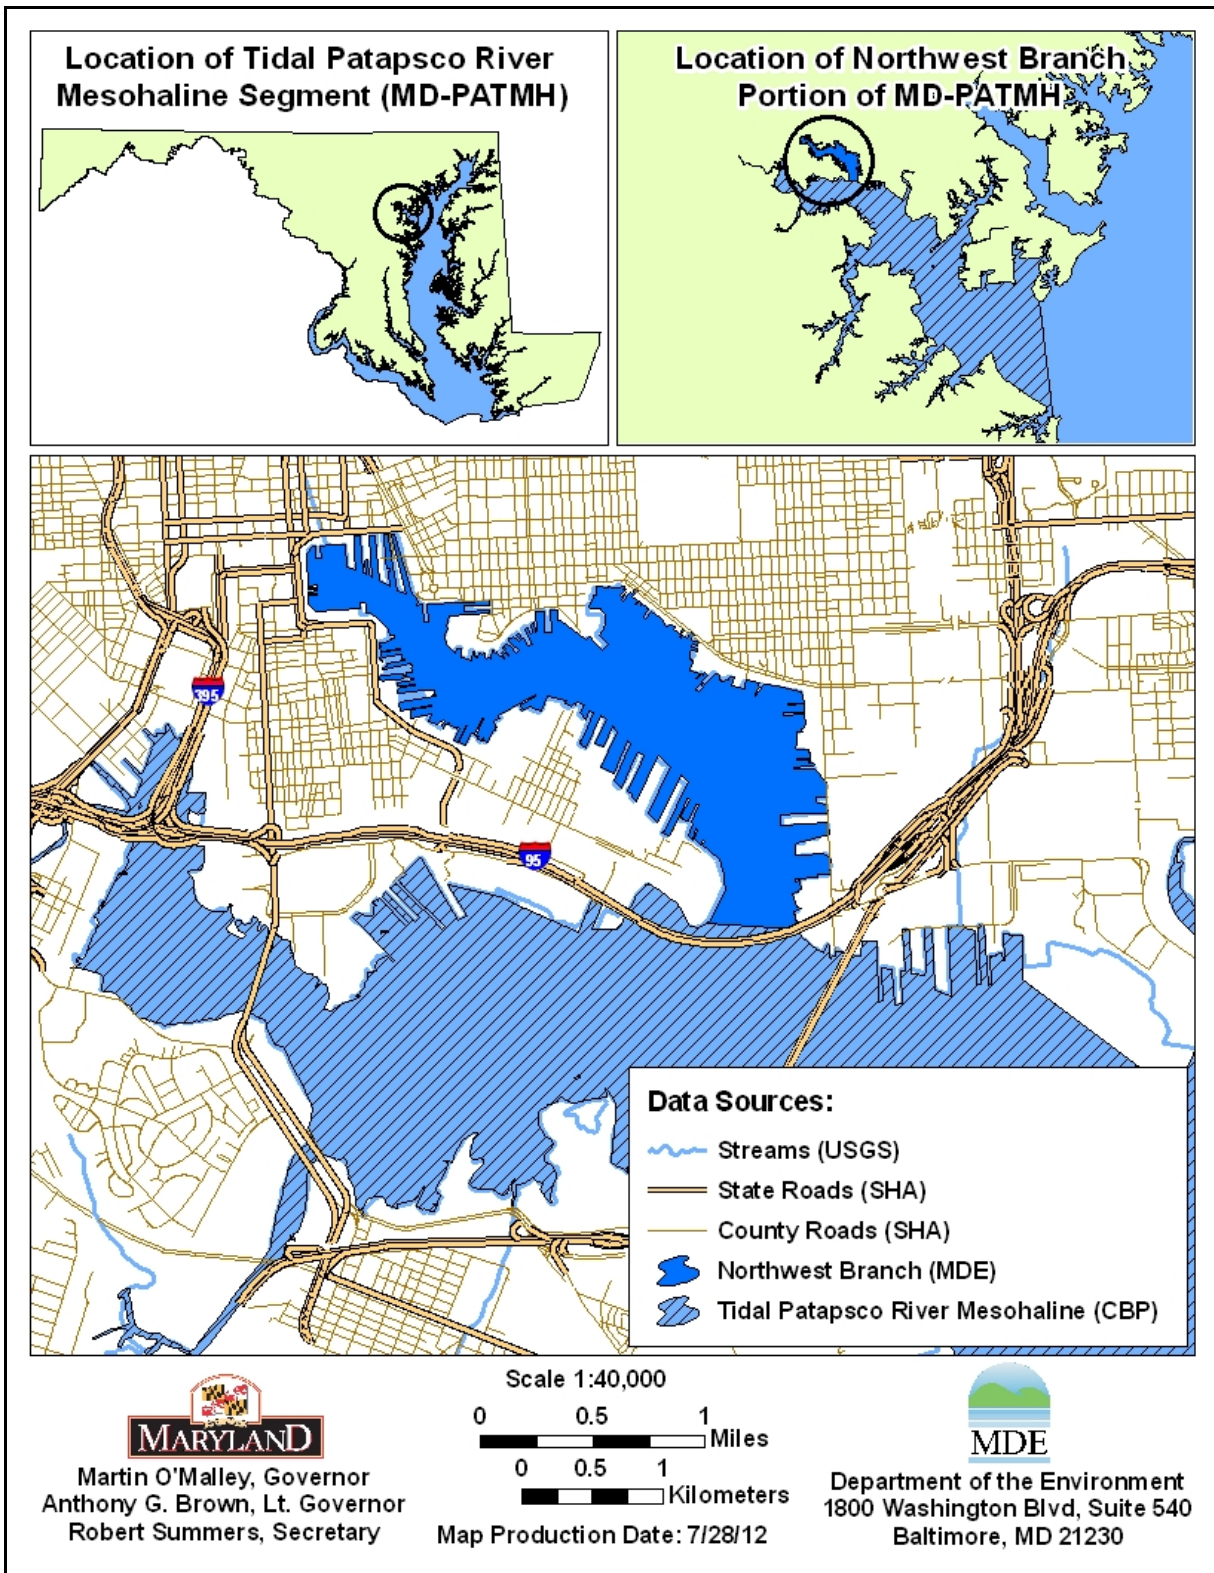 Location of Tidal Patapsco River
Mesohaline Segment (MD-PATMH)
Location of Northwest Branch
Portion of MD-PATMH
395
95
Data Sources:
Streams (USGS)
State Roads (SHA)
County Roads (SHA)
Northwest Branch (MDE)
Tidal Patapsco River Mesohaline (CBP)
MARYLAND
Martin O'Malley, Governor
Anthony G. Brown, Lt. Governor
Robert Summers, Secretary
Scale 1:40,000
0 0.5 1
Miles
0 0.5 1
Kilometers
Map Production Date: 7/28/12
MDE
Department of the Environment
1800 Washington Blvd, Suite 540
Baltimore, MD 21230